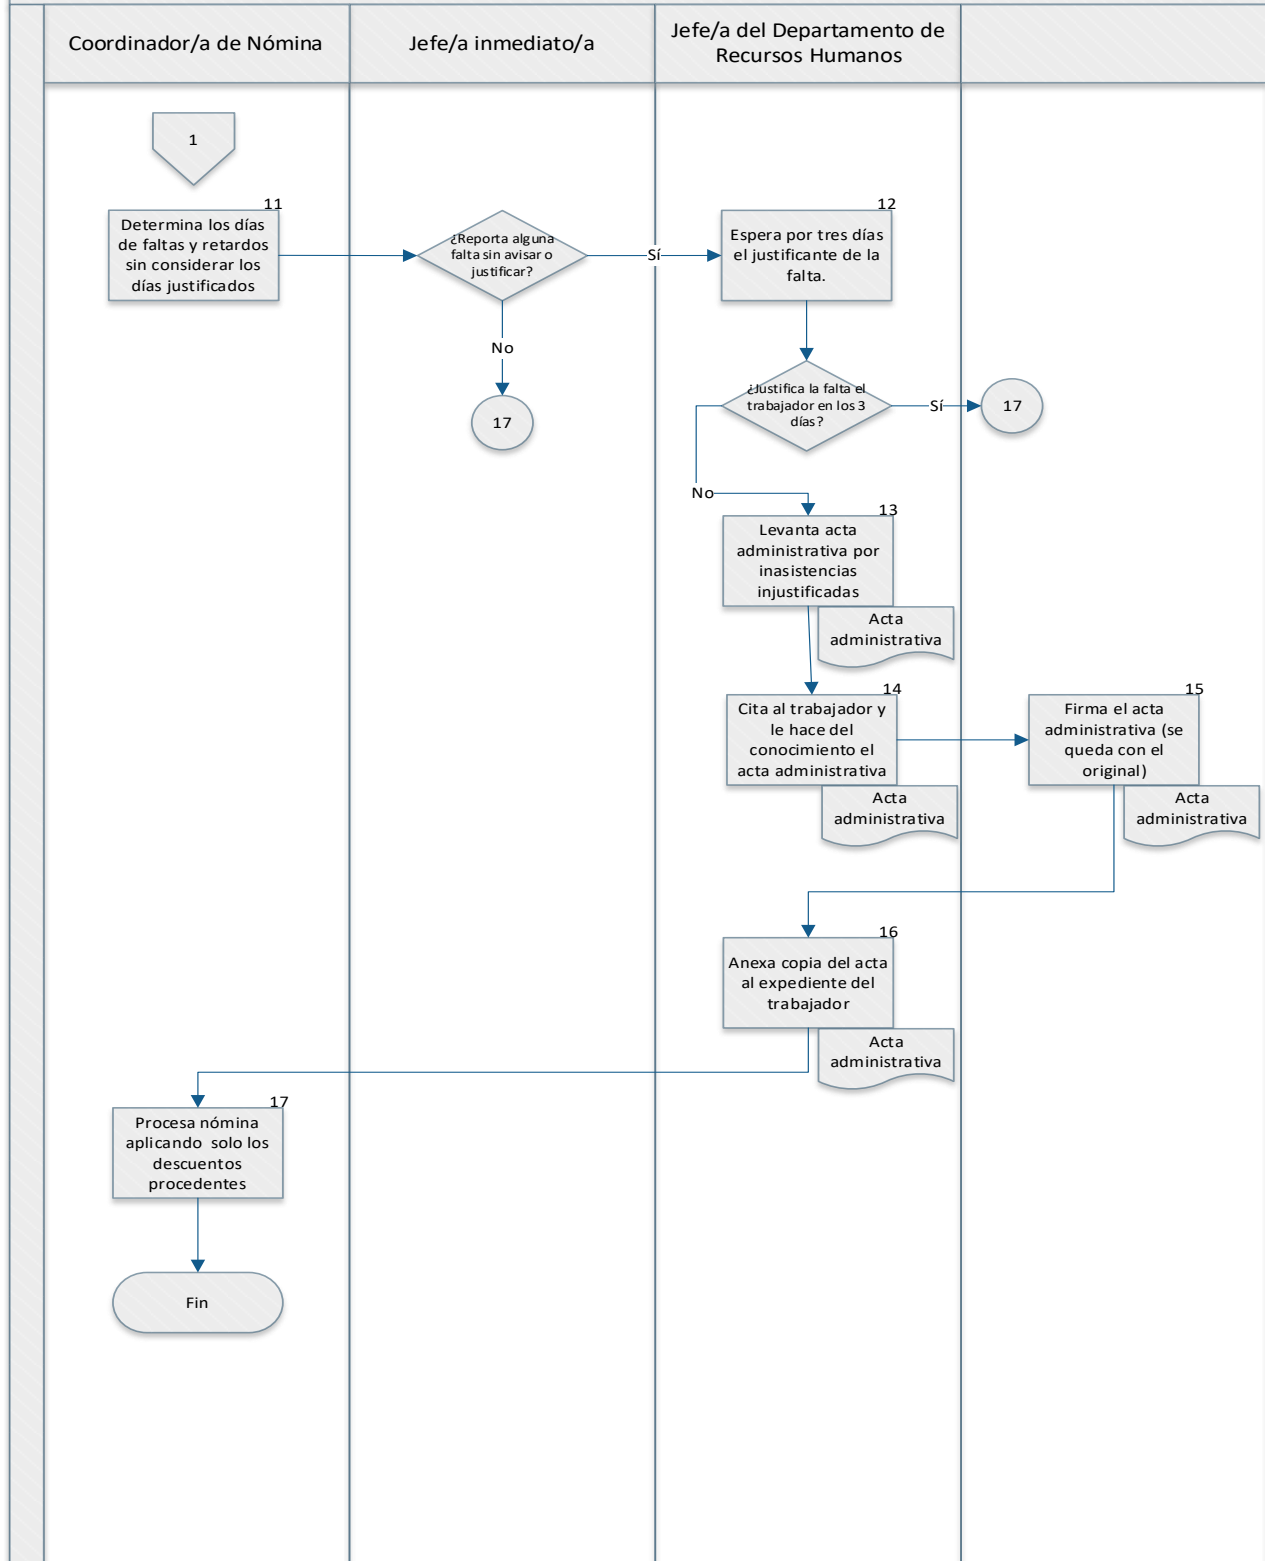 Coordinador/a de Nómina
Jefe/a inmediato/a
Jefe/a del Departamento de
Recursos Humanos
1
11
Determina los días
de faltas y retardos
sin considerar los
días justificados
¿Reporta alguna
falta sin avisar o
justificar?
Sí
12
Espera por tres días
el justificante de la
falta.
No
17
¿Justifica la falta el
trabajador en los 3
días?
Sí
17
No
13
Levanta acta
administrativa por
inasistencias
injustificadas
Acta
administrativa
14
Cita al trabajador y
le hace del
conocimiento el
acta administrativa
Acta
administrativa
15
Firma el acta
administrativa (se
queda con el
original)
Acta
administrativa
16
Anexa copia del acta
al expediente del
trabajador
Acta
administrativa
17
Procesa nómina
aplicando solo los
descuentos
procedentes
Fin